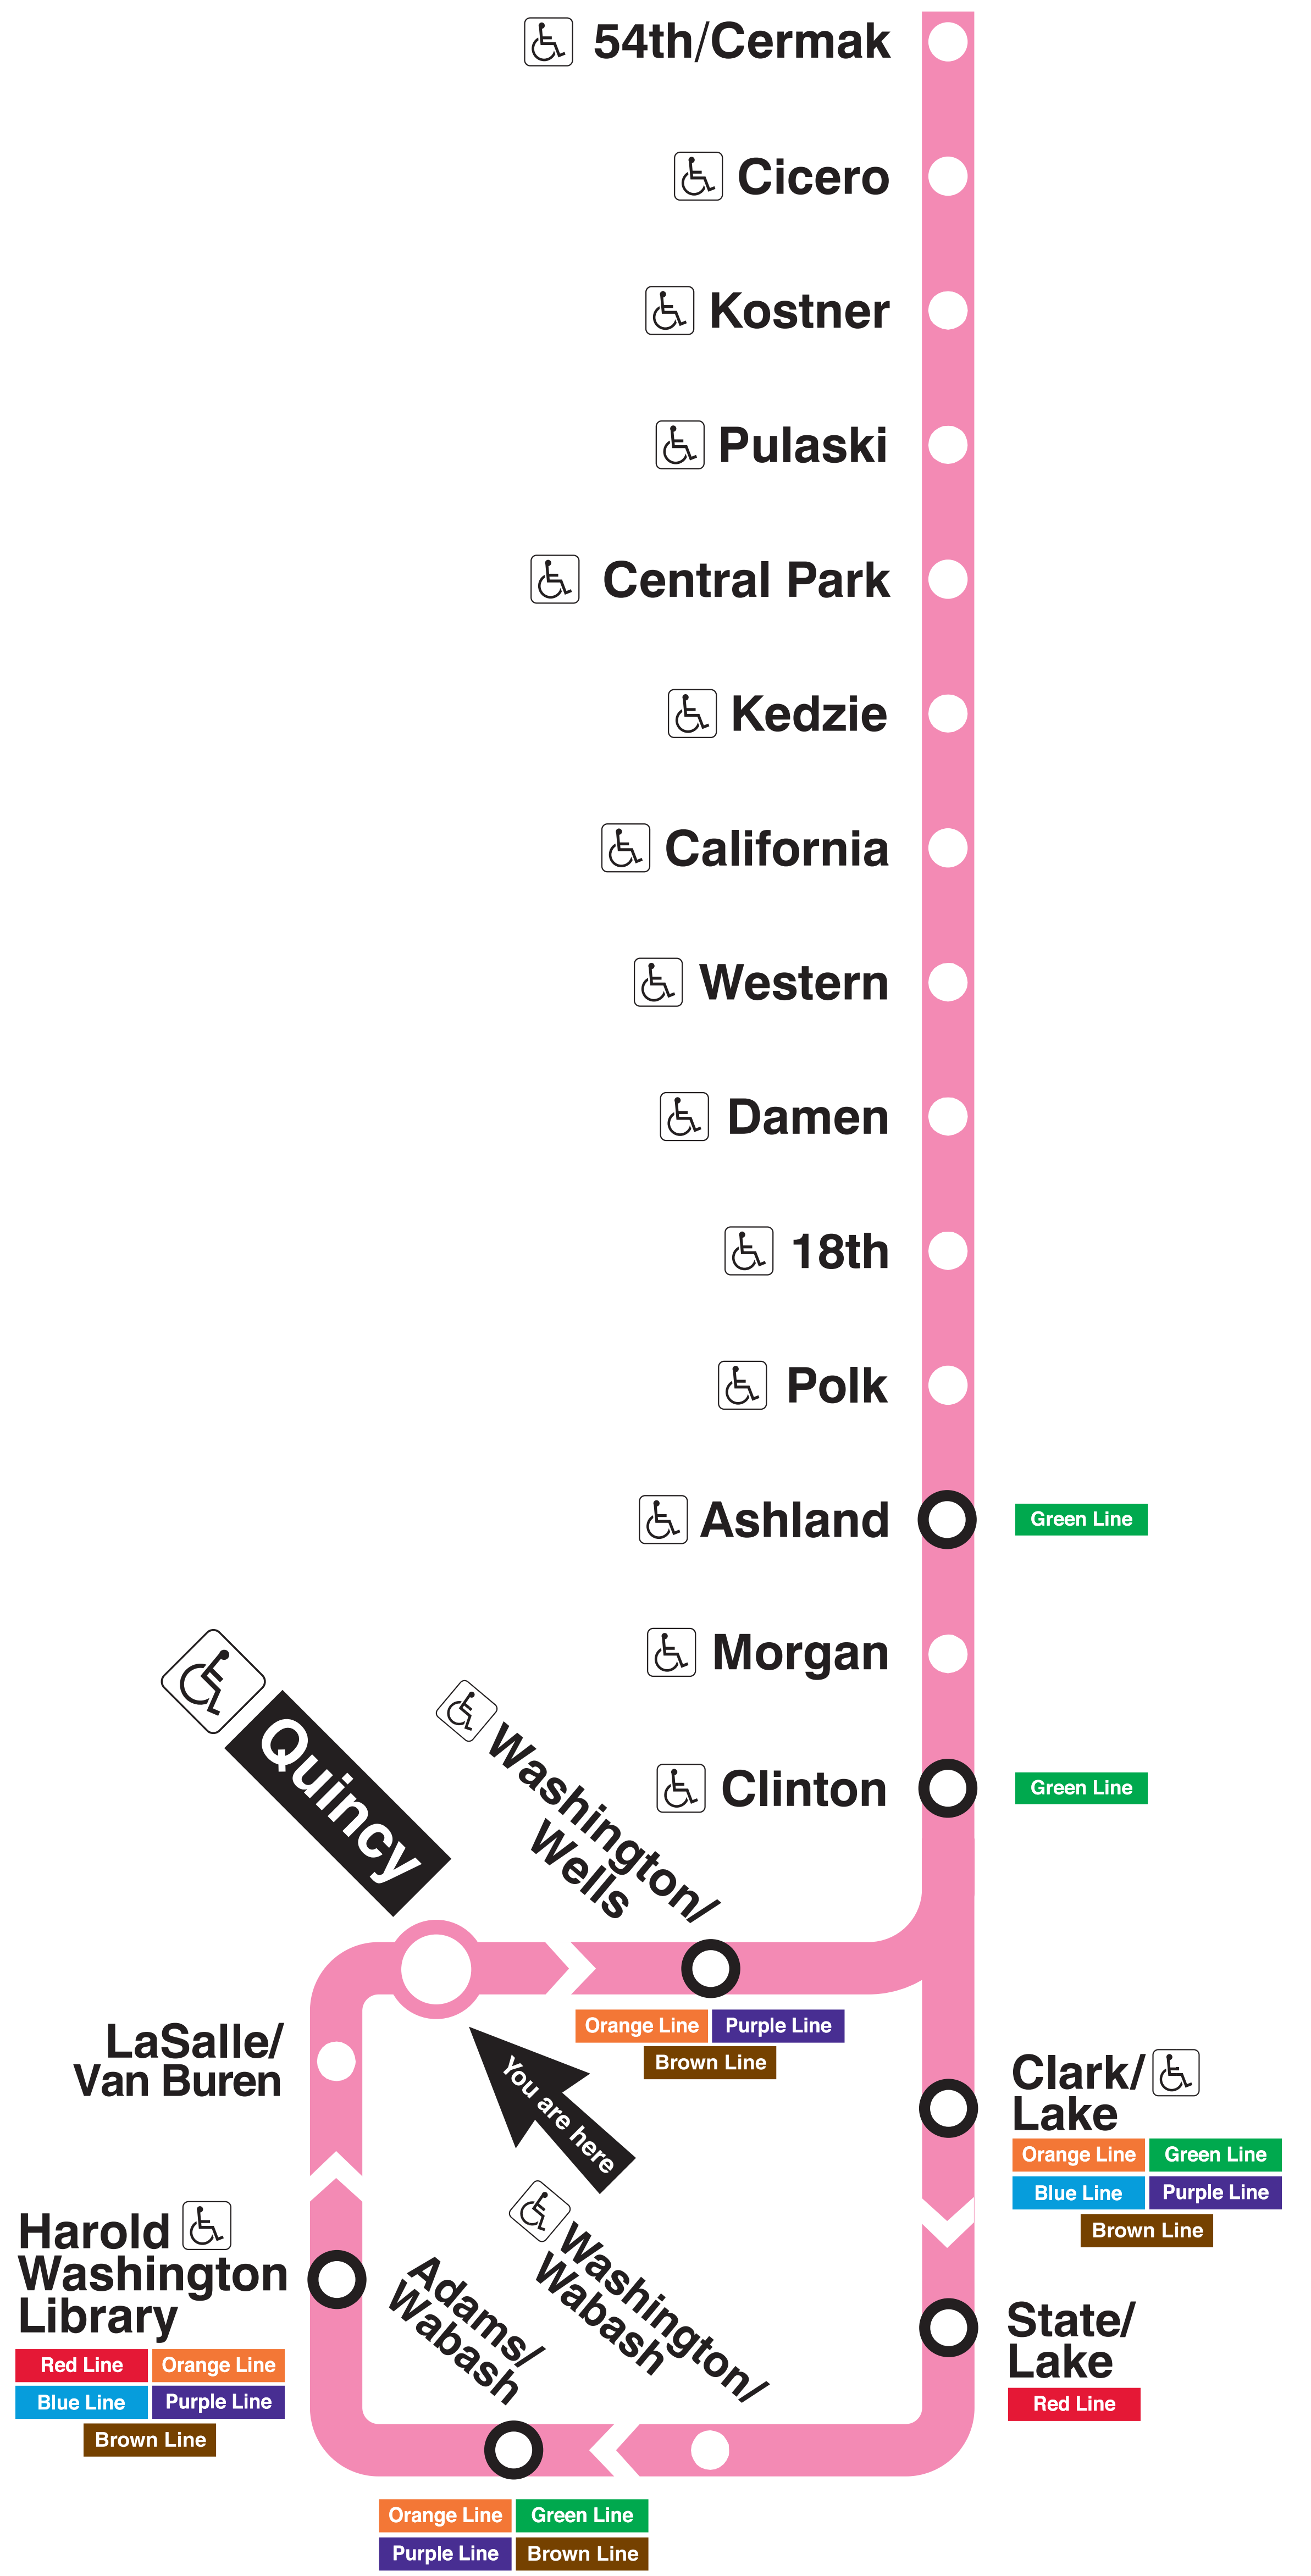 54th/Cermak
Cicero
Kostner
Pulaski
Central Park
Kedzie
California
Western
Damen
18th
Polk
Ashland
Green Line
Morgan
Clinton
Green Line
Quincy
Washington/
Wells
Orange Line
Purple Line
Brown Line
You are here
LaSalle/
Van Buren
Clark/
Lake
Orange Line
Green Line
Blue Line
Purple Line
Brown Line
Harold
Washington
Library
Red Line
Orange Line
Blue Line
Purple Line
Brown Line
Adams/
Wabash
Washington/
Wabash
State/
Lake
Red Line
Orange Line
Green Line
Purple Line
Brown Line